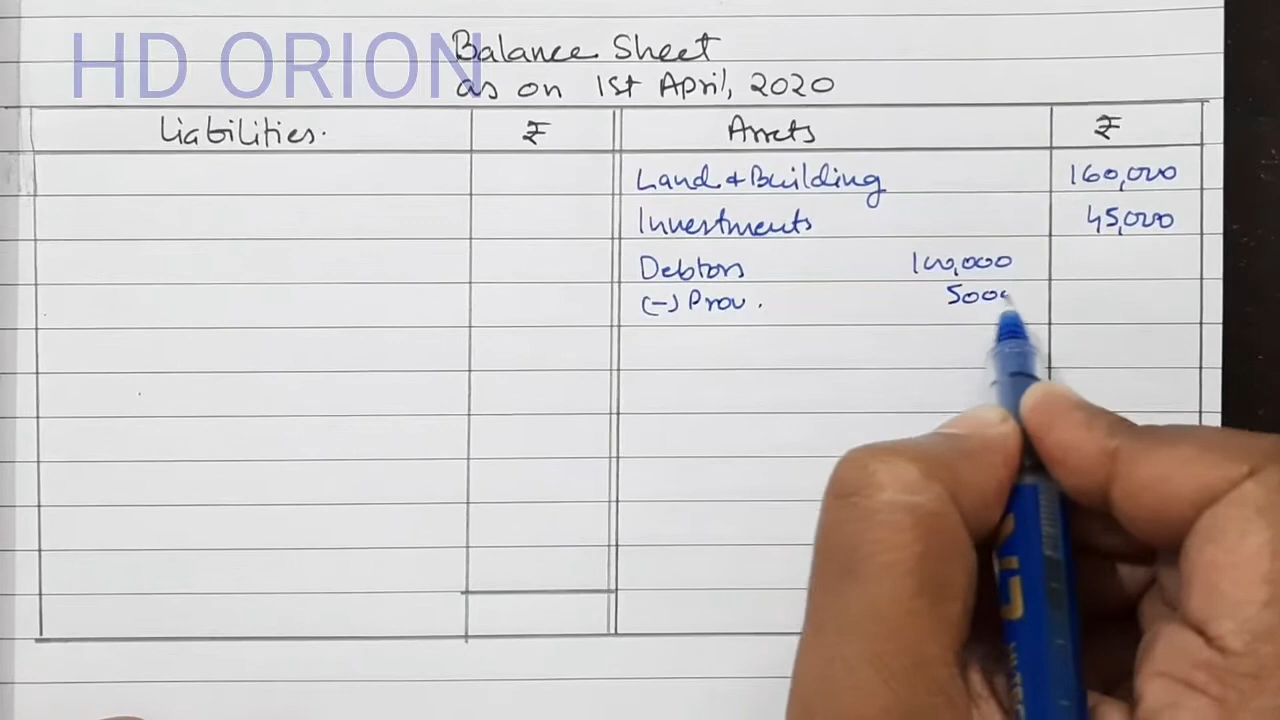 HD ORION
Balance Sheet
as on 1st April, 2020
Liabilities. ₹ Assets ₹
Land & Building 160,000
Investments 45,000
Debtors 100,000
(-) Prov. 5000